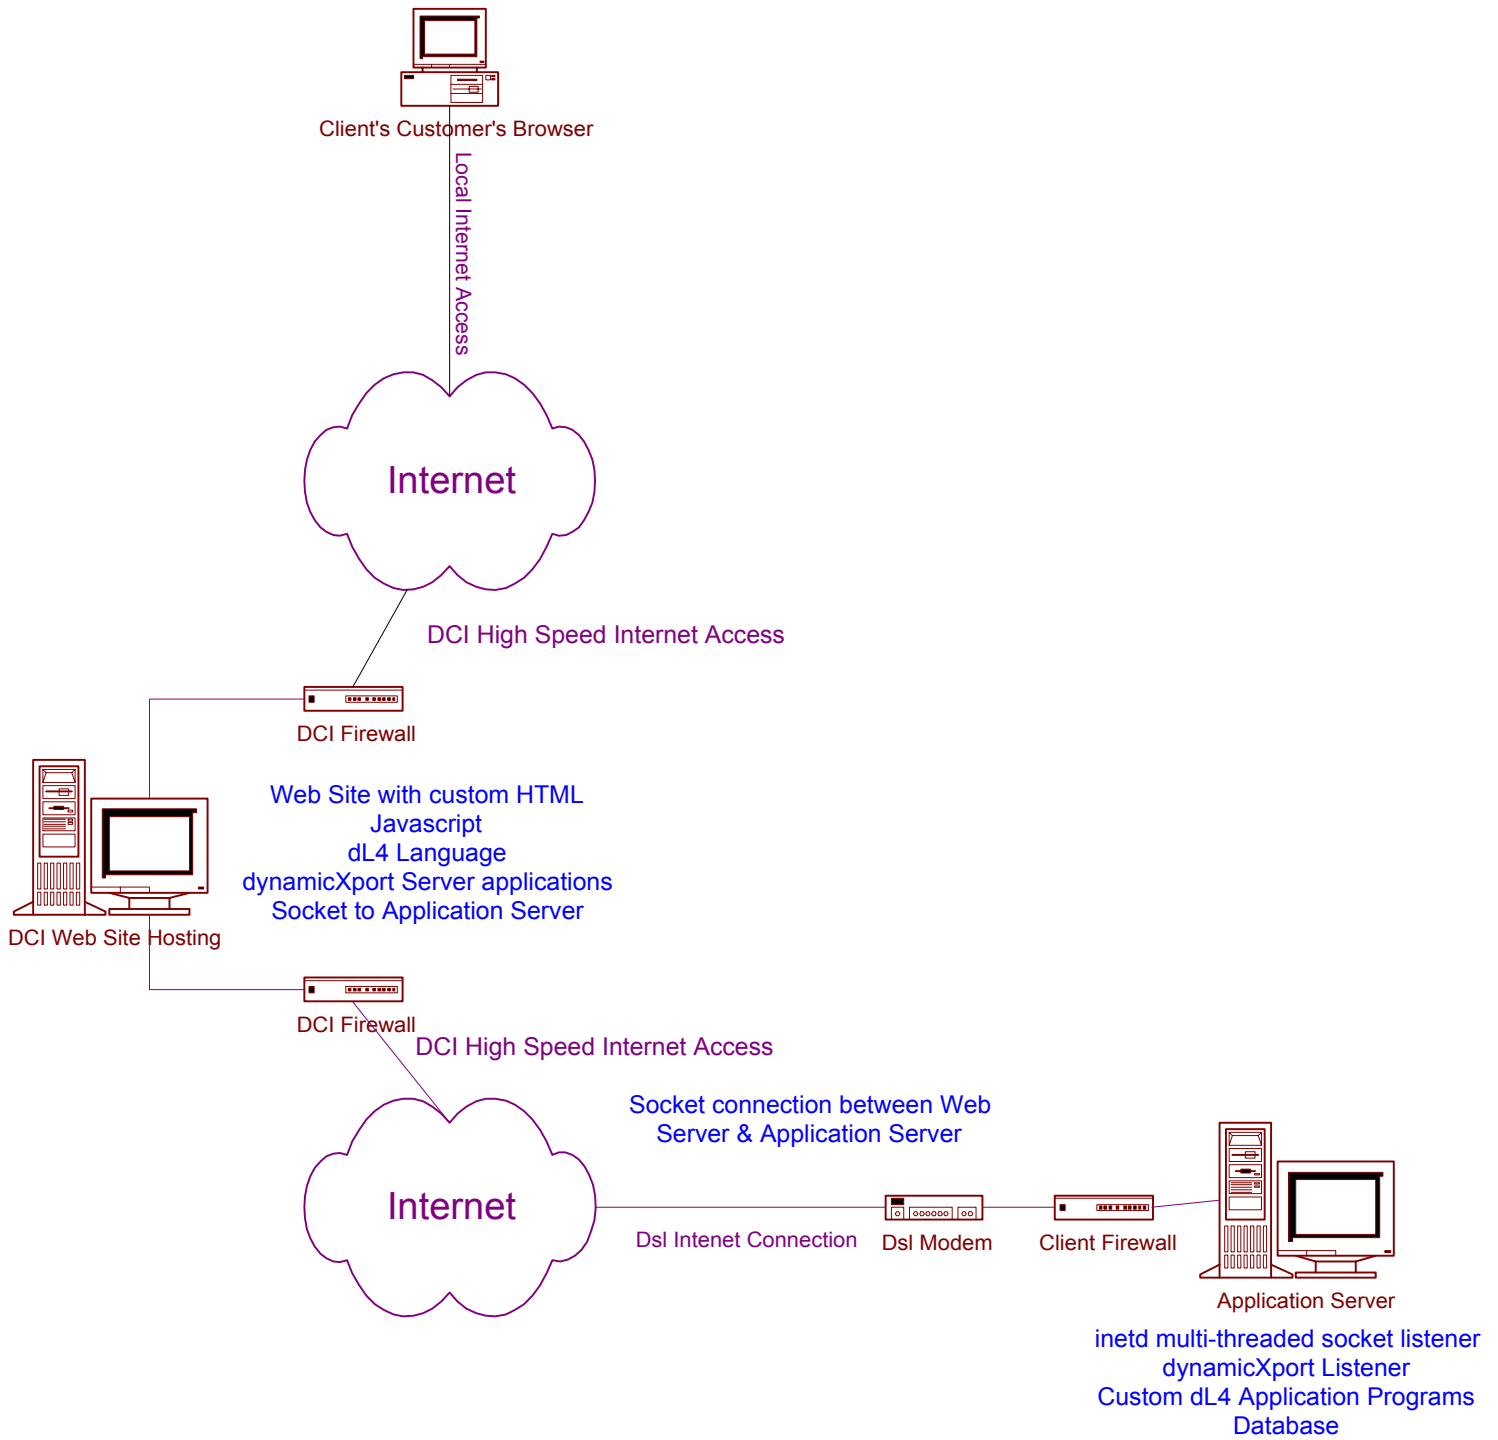 Client's Customer's Browser
Local Internet Access
Internet
DCI High Speed Internet Access
DCI Firewall
Web Site with custom HTML
Javascript
dL4 Language
dynamicXport Server applications
Socket to Application Server
DCI Web Site Hosting
DCI Firewall
DCI High Speed Internet Access
Socket connection between Web
Server & Application Server
Internet
Dsl Intenet Connection
Dsl Modem
Client Firewall
Application Server
inetd multi-threaded socket listener
dynamicXport Listener
Custom dL4 Application Programs
Database